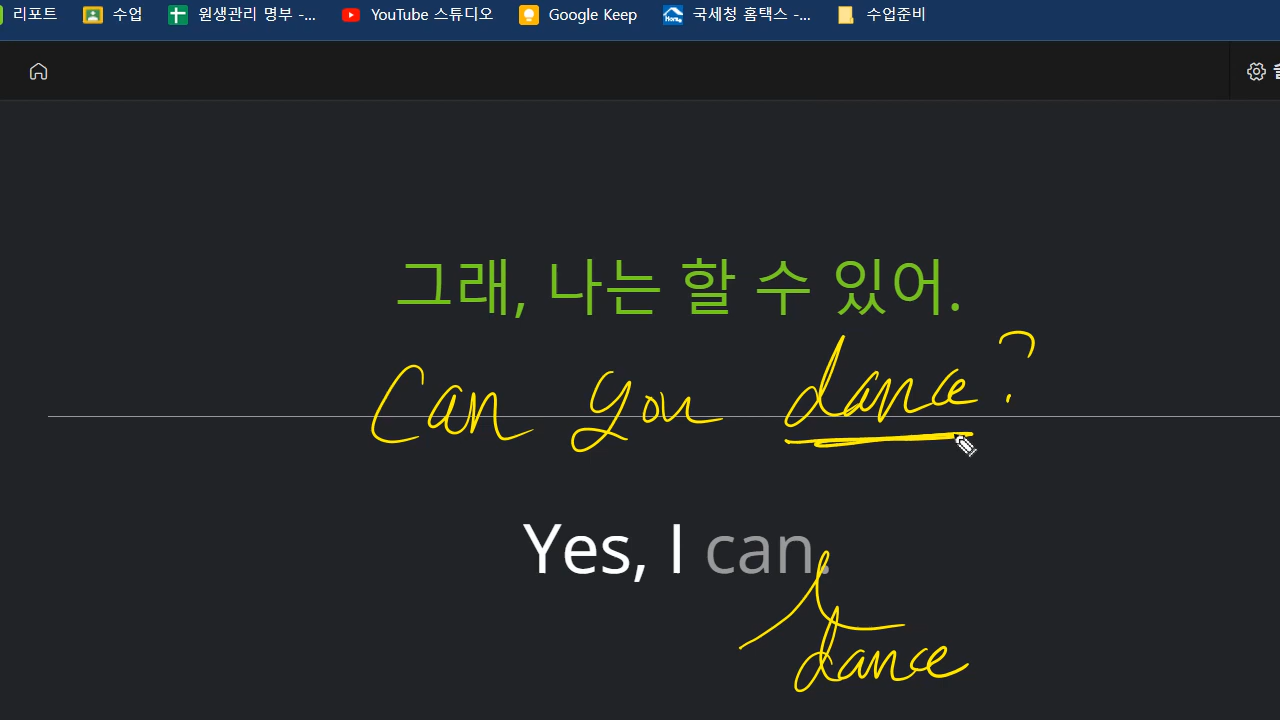 리포트 수업 원생관리 명부 -... YouTube 스튜디오 Google Keep 국세청 홈택스 -... 수업준비
그래, 나는 할 수 있어.
Can you dance?
Yes, I can.
dance